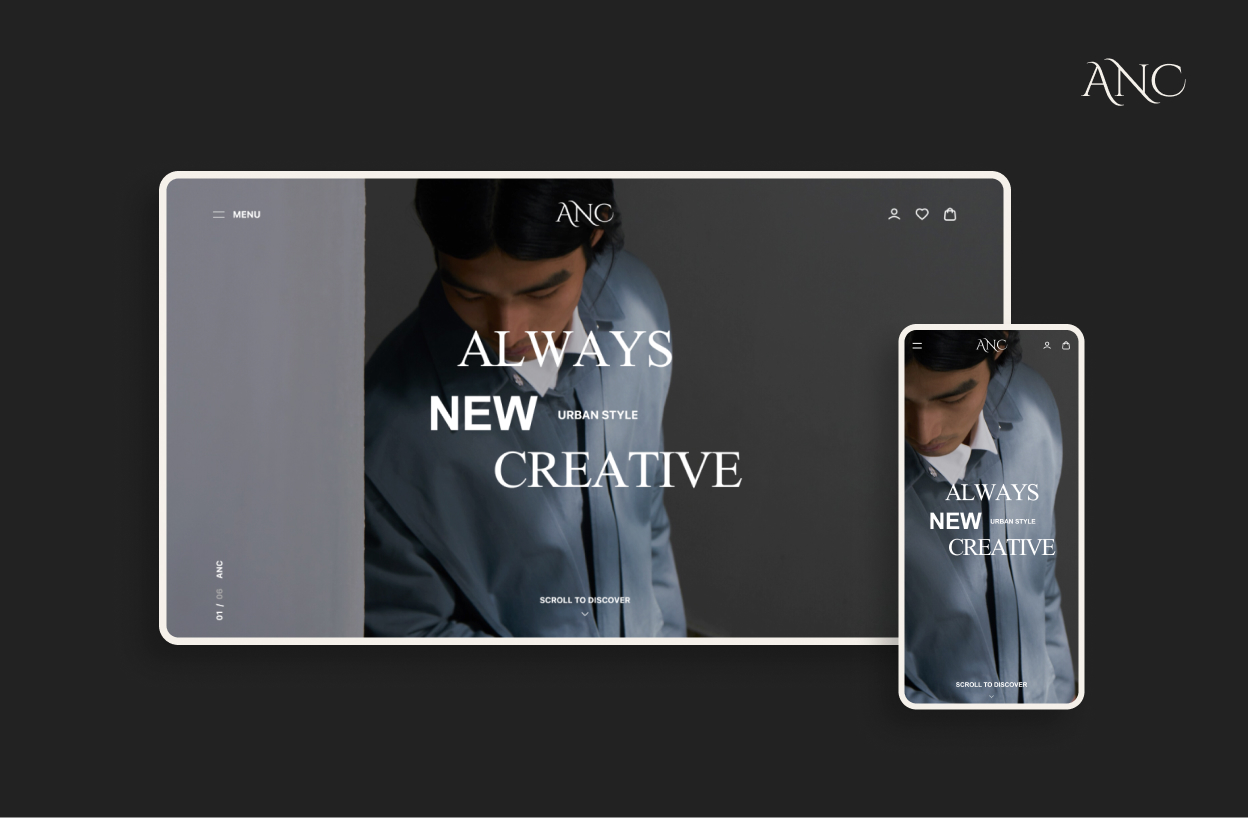 ANC
MENU
ANC
ALWAYS
NEW URBAN STYLE
CREATIVE
SCROLL TO DISCOVER
01 / 06 ANC
ANC
ALWAYS
NEW URBAN STYLE
CREATIVE
SCROLL TO DISCOVER